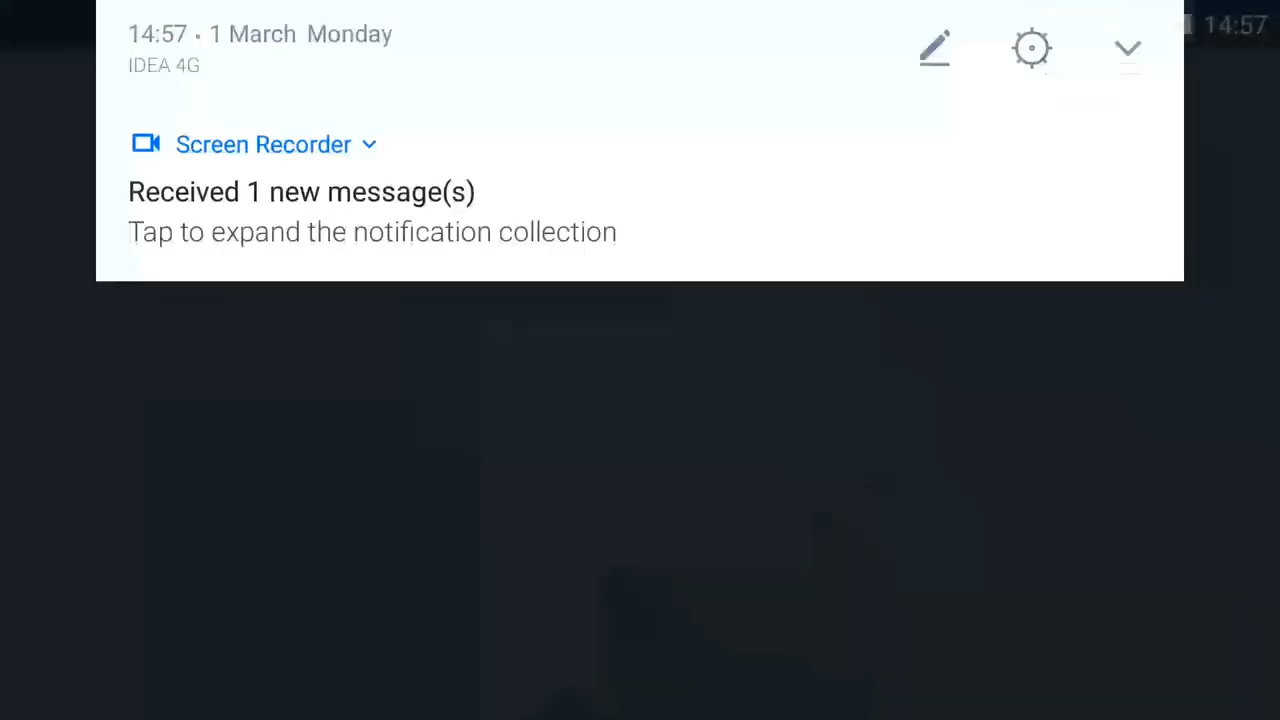 14:57 • 1 March Monday
14:57
IDEA 4G
Screen Recorder
Received 1 new message(s)
Tap to expand the notification collection